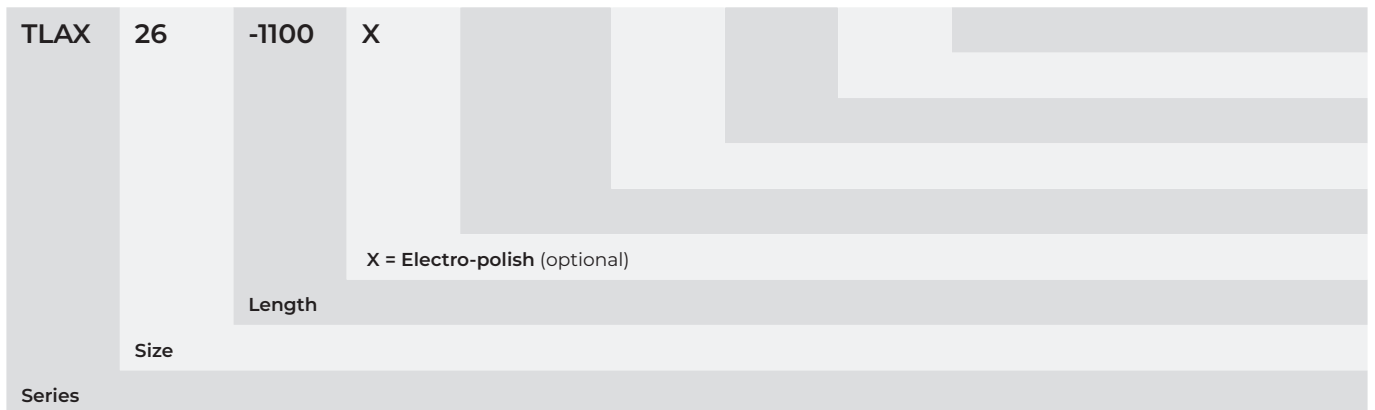 TLAX 26 -1100 X
X = Electro-polish (optional)
Length
Size
Series